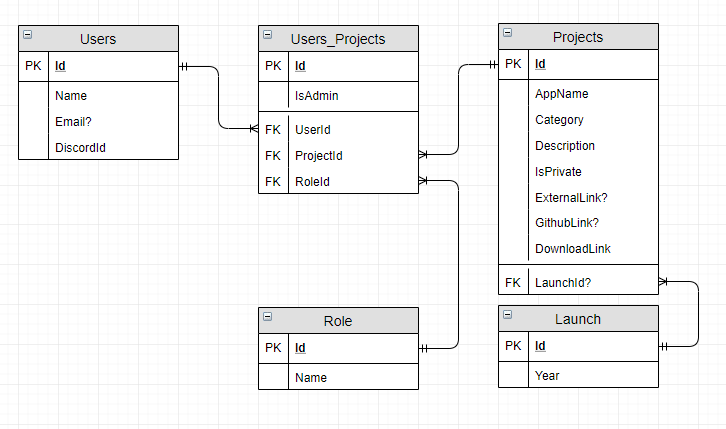 Users
PK Id
Name
Email?
DiscordId
Users_Projects
PK Id
IsAdmin
FK UserId
FK ProjectId
FK RoleId
Projects
PK Id
AppName
Category
Description
IsPrivate
ExternalLink?
GithubLink?
DownloadLink
FK LaunchId?
Role
PK Id
Name
Launch
PK Id
Year